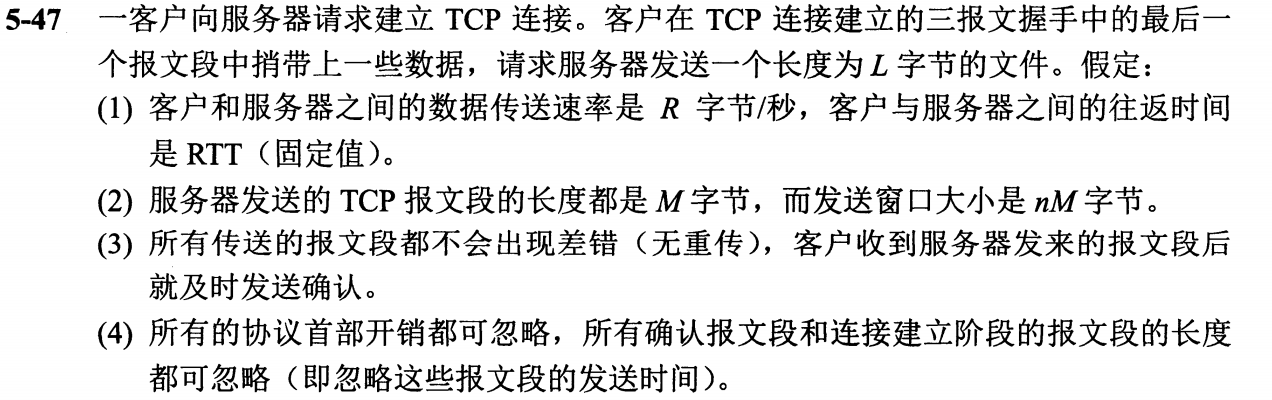 5-47 一客户向服务器请求建立 TCP 连接。客户在 TCP 连接建立的三报文握手中的最后一
个报文段中捎带上一些数据，请求服务器发送一个长度为 L 字节的文件。假定：
(1) 客户和服务器之间的数据传送速率是 R 字节/秒，客户与服务器之间的往返时间
是 RTT（固定值）。
(2) 服务器发送的 TCP 报文段的长度都是 M 字节，而发送窗口大小是 nM 字节。
(3) 所有传送的报文段都不会出现差错（无重传），客户收到服务器发来的报文段后
就及时发送确认。
(4) 所有的协议首部开销都可忽略，所有确认报文段和连接建立阶段的报文段的长度
都可忽略（即忽略这些报文段的发送时间）。